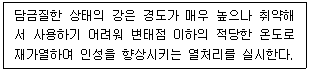 담금질한 상태의 강은 경도가 매우 높으나 취약해
서 사용하기 어려워 변태점 이하의 적당한 온도로
재가열하여 인성을 향상시키는 열처리를 실시한다.